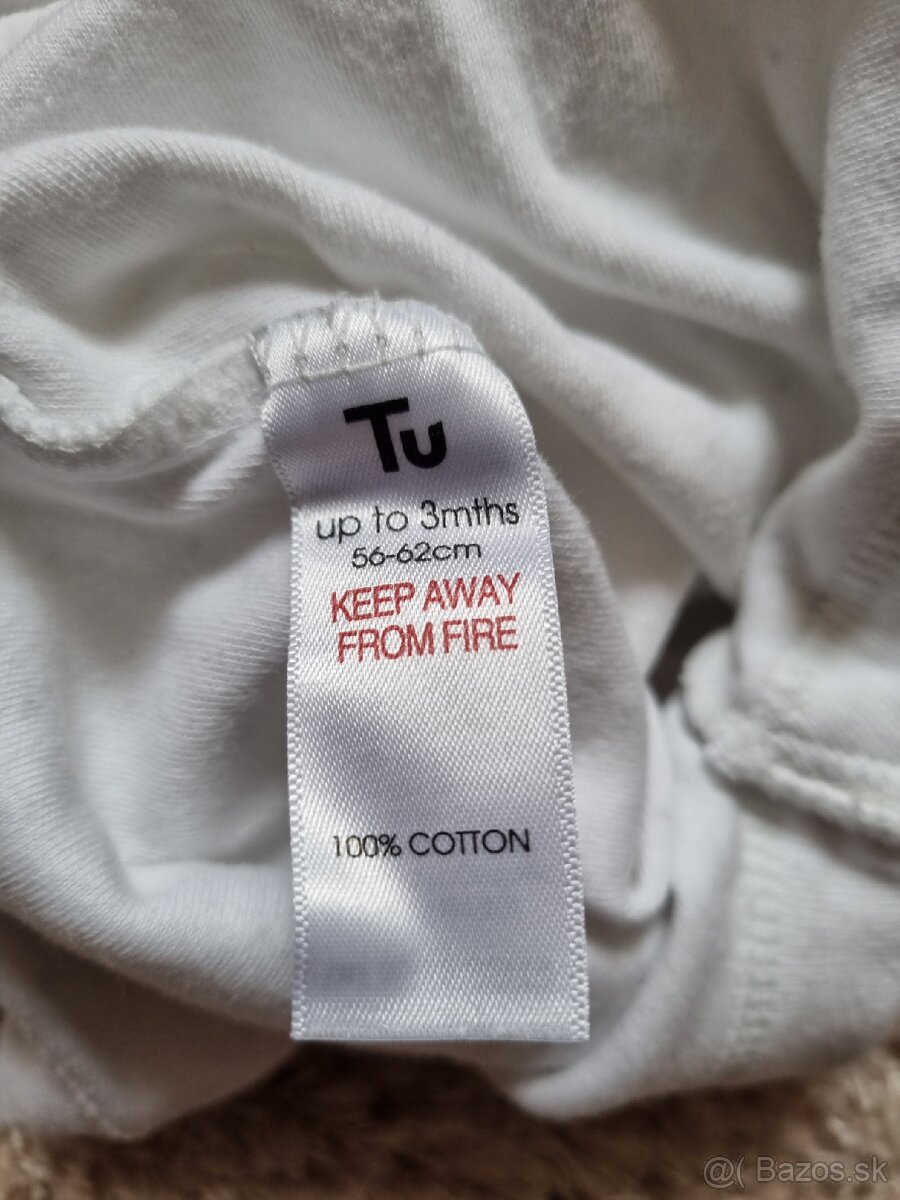 Tu
up to 3mths
56-62cm
KEEP AWAY
FROM FIRE
100% COTTON
@( Bazos.sk